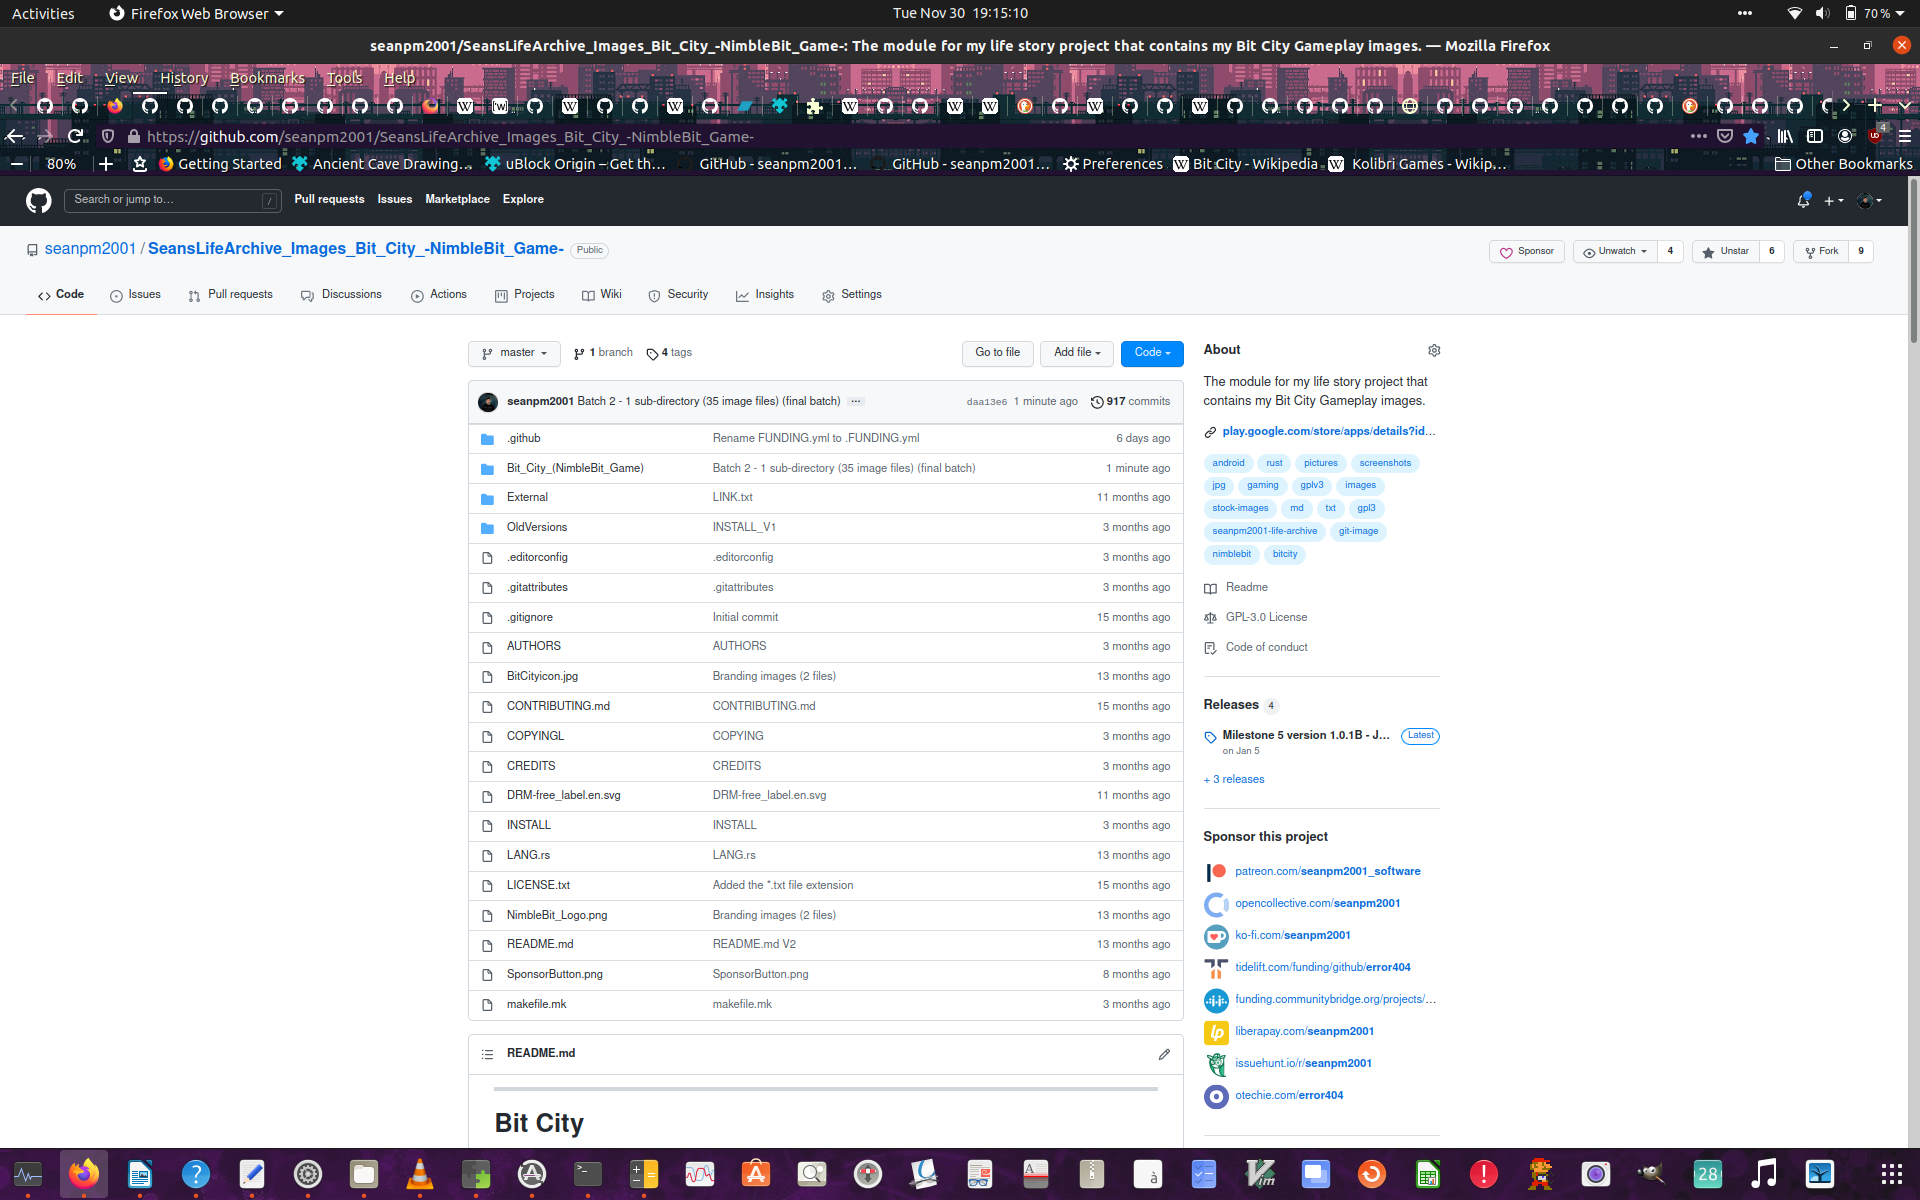 Activities Firefox Web Browser Tue Nov 30 19:15:10 70 %
seanpm2001/SeansLifeArchive_Images_Bit_City_-NimbleBit_Game-: The module for my life story project that contains my Bit City Gameplay images. — Mozilla Firefox
File Edit View History Bookmarks Tools Help
https://github.com/seanpm2001/SeansLifeArchive_Images_Bit_City_-NimbleBit_Game- 4
80% Getting Started Ancient Cave Drawing… uBlock Origin – Get th… GitHub - seanpm2001… GitHub - seanpm2001… Preferences Bit City - Wikipedia Kolibri Games - Wikip… Other Bookmarks
Search or jump to… / Pull requests Issues Marketplace Explore
seanpm2001 / SeansLifeArchive_Images_Bit_City_-NimbleBit_Game- Public Sponsor Unwatch 4 Unstar 6 Fork 9
Code Issues Pull requests Discussions Actions Projects Wiki Security Insights Settings
master 1 branch 4 tags Go to file Add file Code
seanpm2001 Batch 2 - 1 sub-directory (35 image files) (final batch) ... daa13e6 1 minute ago 917 commits
.github Rename FUNDING.yml to .FUNDING.yml 6 days ago
Bit_City_(NimbleBit_Game) Batch 2 - 1 sub-directory (35 image files) (final batch) 1 minute ago
External LINK.txt 11 months ago
OldVersions INSTALL_V1 3 months ago
.editorconfig .editorconfig 3 months ago
.gitattributes .gitattributes 3 months ago
.gitignore Initial commit 15 months ago
AUTHORS AUTHORS 3 months ago
BitCityicon.jpg Branding images (2 files) 13 months ago
CONTRIBUTING.md CONTRIBUTING.md 15 months ago
COPYINGL COPYING 3 months ago
CREDITS CREDITS 3 months ago
DRM-free_label.en.svg DRM-free_label.en.svg 11 months ago
INSTALL INSTALL 3 months ago
LANG.rs LANG.rs 13 months ago
LICENSE.txt Added the *.txt file extension 15 months ago
NimbleBit_Logo.png Branding images (2 files) 13 months ago
README.md README.md V2 13 months ago
SponsorButton.png SponsorButton.png 8 months ago
makefile.mk makefile.mk 3 months ago
README.md
Bit City
About
The module for my life story project that
contains my Bit City Gameplay images.
play.google.com/store/apps/details?id…
android rust pictures screenshots
jpg gaming gplv3 images
stock-images md txt gpl3
seanpm2001-life-archive git-image
nimblebit bitcity
Readme
GPL-3.0 License
Code of conduct
Releases 4
Milestone 5 version 1.0.1B - J… Latest
on Jan 5
+ 3 releases
Sponsor this project
patreon.com/seanpm2001_software
opencollective.com/seanpm2001
ko-fi.com/seanpm2001
tidelift.com/funding/github/error404
funding.communitybridge.org/projects/…
lp liberapay.com/seanpm2001
issuehunt.io/r/seanpm2001
otechie.com/error404
28